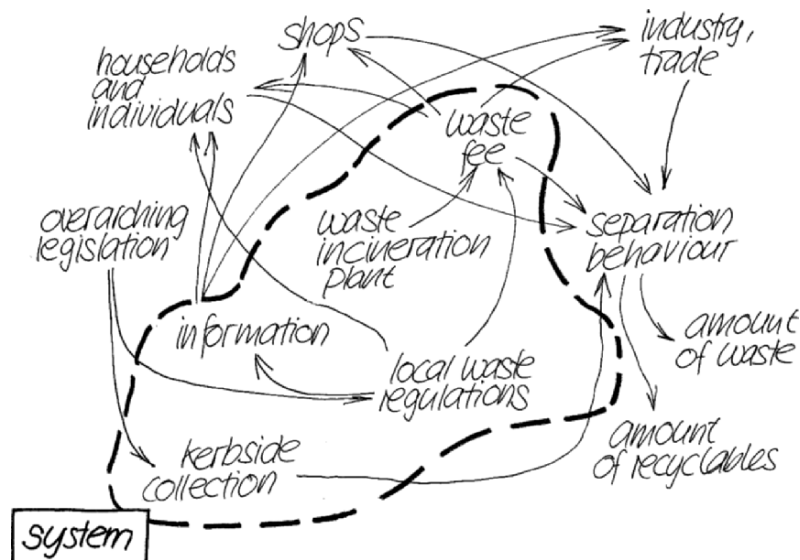 shops
industry,
trade
households
and
individuals
waste
fee
overarching
legislation
waste
incineration
plant
separation
behaviour
information
amount
of waste
local waste
regulations
amount
of recyclables
kerbside
collection
system